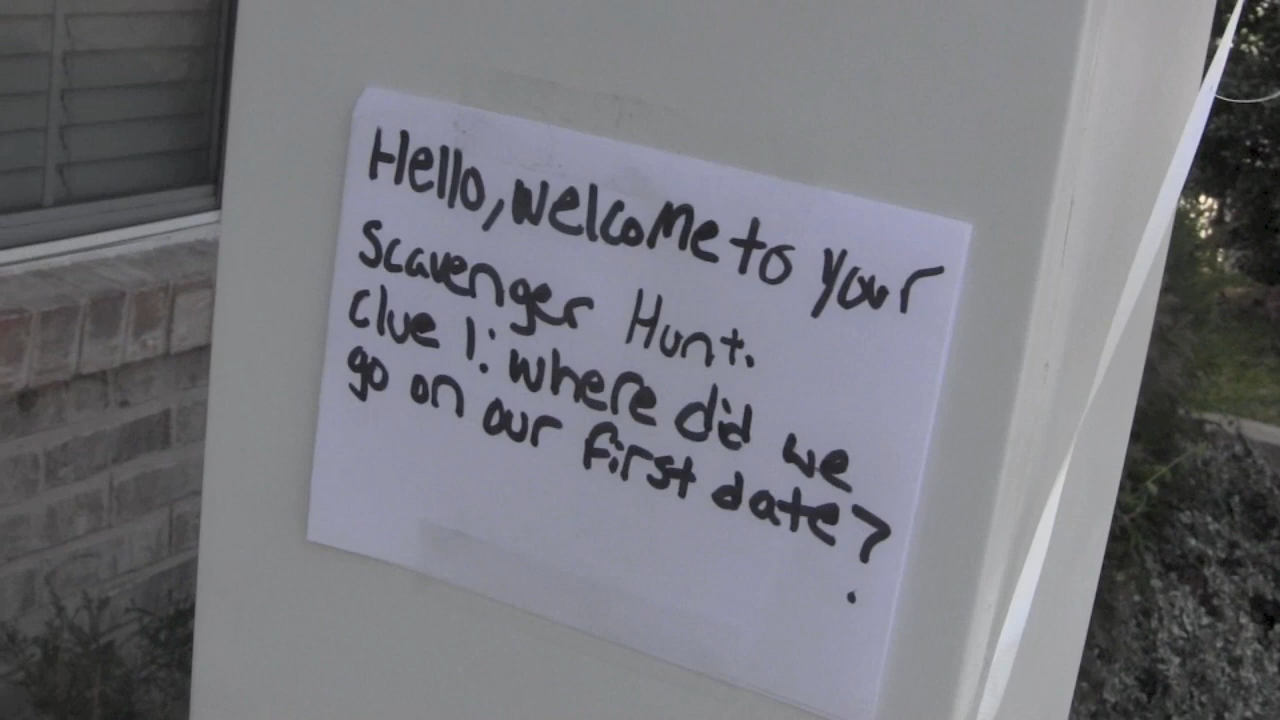 Hello, welcome to your
Scavenger Hunt.
Clue 1: where did we
go on our first date?